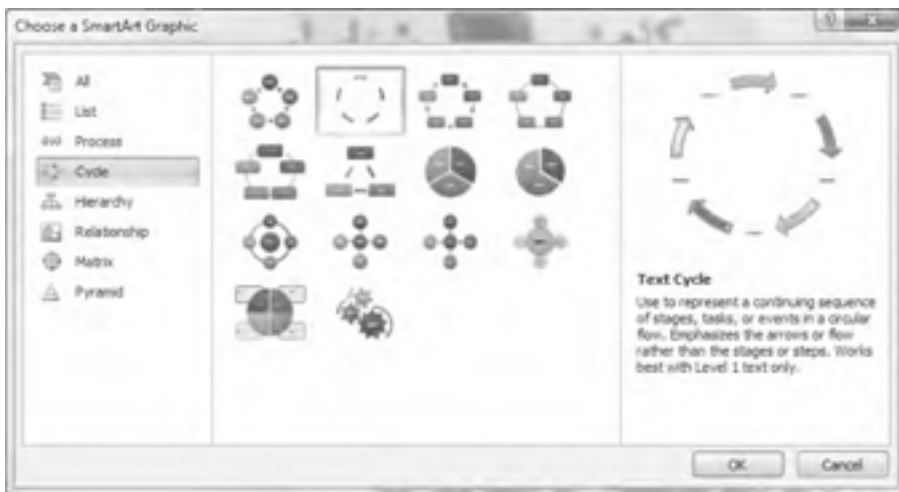 Choose a SmartArt Graphic
All
List
Process
Cycle
Hierarchy
Relationship
Matrix
Pyramid
Text Cycle
Use to represent a continuing sequence
of stages, tasks, or events in a circular
flow. Emphasizes the arrows or flow
rather than the stages or steps. Works
best with Level 1 text only.
OK
Cancel